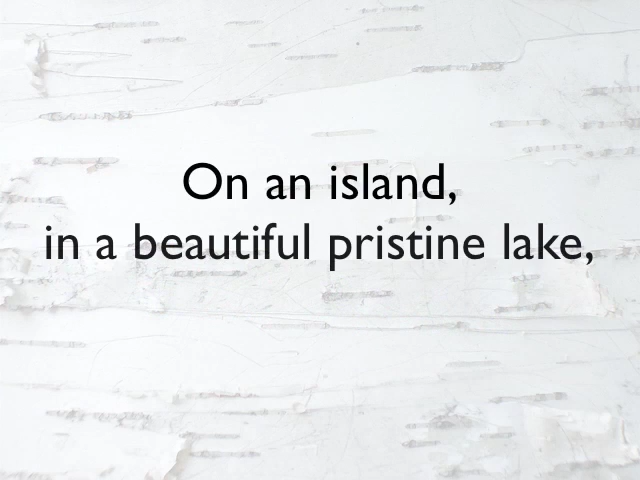 On an island,
in a beautiful pristine lake,